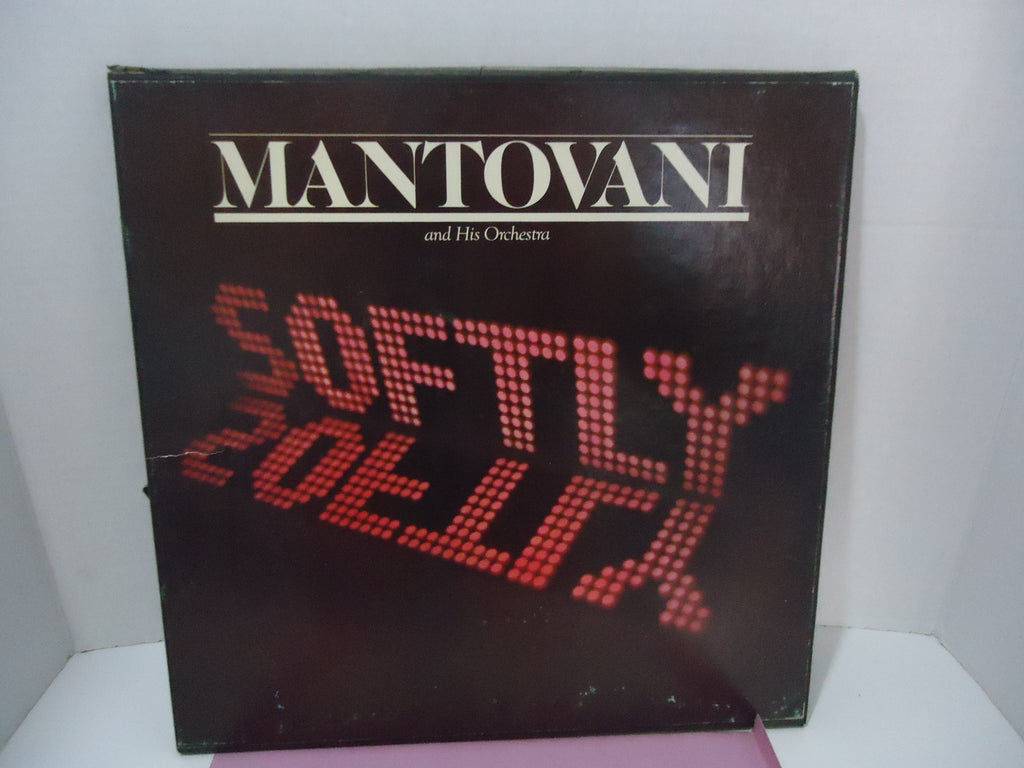 MANTOVANI
and His Orchestra
SOFTLY